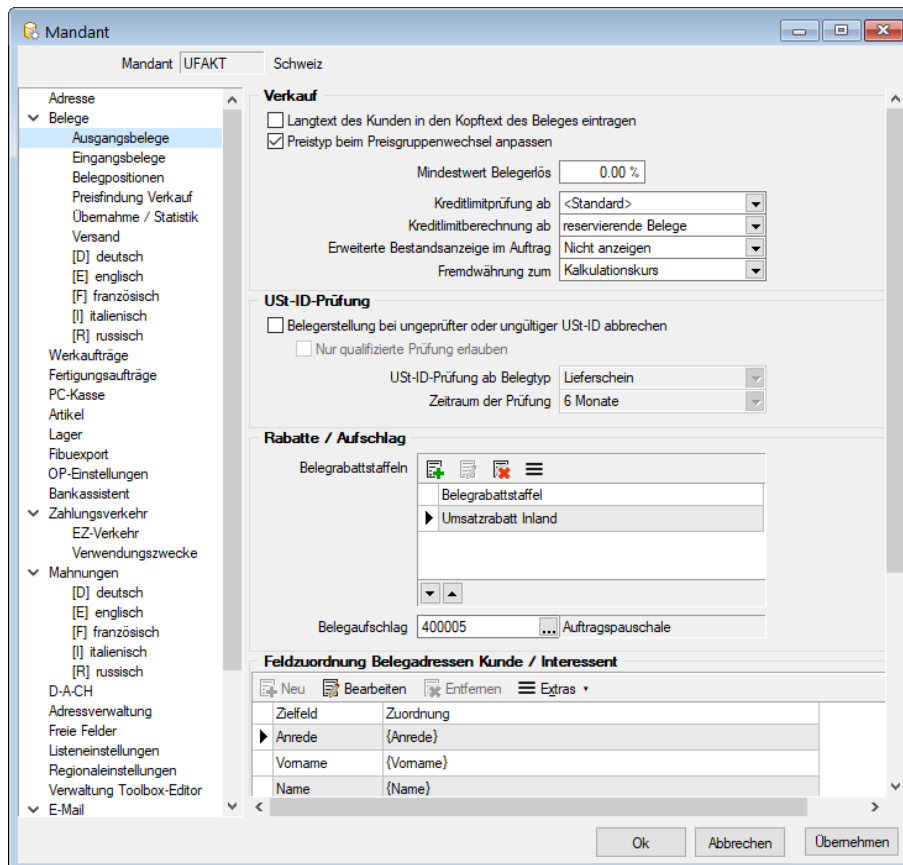 Mandant
Mandant UFAKT Schweiz
Adresse
Belege
Ausgangsbelege
Eingangsbelege
Belegpositionen
Preisfindung Verkauf
Übernahme / Statistik
Versand
[D] deutsch
[E] englisch
[F] französisch
[I] italienisch
[R] russisch
Werkaufträge
Fertigungsaufträge
PC-Kasse
Artikel
Lager
Fibuexport
OP-Einstellungen
Bankassistent
Zahlungsverkehr
EZ-Verkehr
Verwendungszwecke
Mahnungen
[D] deutsch
[E] englisch
[F] französisch
[I] italienisch
[R] russisch
D-A-CH
Adressverwaltung
Freie Felder
Listeneinstellungen
Regionaleinstellungen
Verwaltung Toolbox-Editor
E-Mail
Verkauf
Langtext des Kunden in den Kopftext des Beleges eintragen
Preistyp beim Preisgruppenwechsel anpassen
Mindestwert Belegerlös 0.00 %
Kreditlimitprüfung ab <Standard>
Kreditlimitberechnung ab reservierende Belege
Erweiterte Bestandsanzeige im Auftrag Nicht anzeigen
Fremdwährung zum Kalkulationskurs
USt-ID-Prüfung
Belegerstellung bei ungeprüfter oder ungültiger USt-ID abbrechen
Nur qualifizierte Prüfung erlauben
USt-ID-Prüfung ab Belegtyp Lieferschein
Zeitraum der Prüfung 6 Monate
Rabatte / Aufschlag
Belegrabattstaffeln
Belegrabattstaffel
Umsatzrabatt Inland
Belegaufschlag 400005 ... Auftragspauschale
Feldzuordnung Belegadressen Kunde / Interessent
Neu Bearbeiten Entfernen Extras
Zielfeld Zuordnung
Anrede {Anrede}
Vorname {Vorname}
Name {Name}
Ok Abbrechen Übernehmen